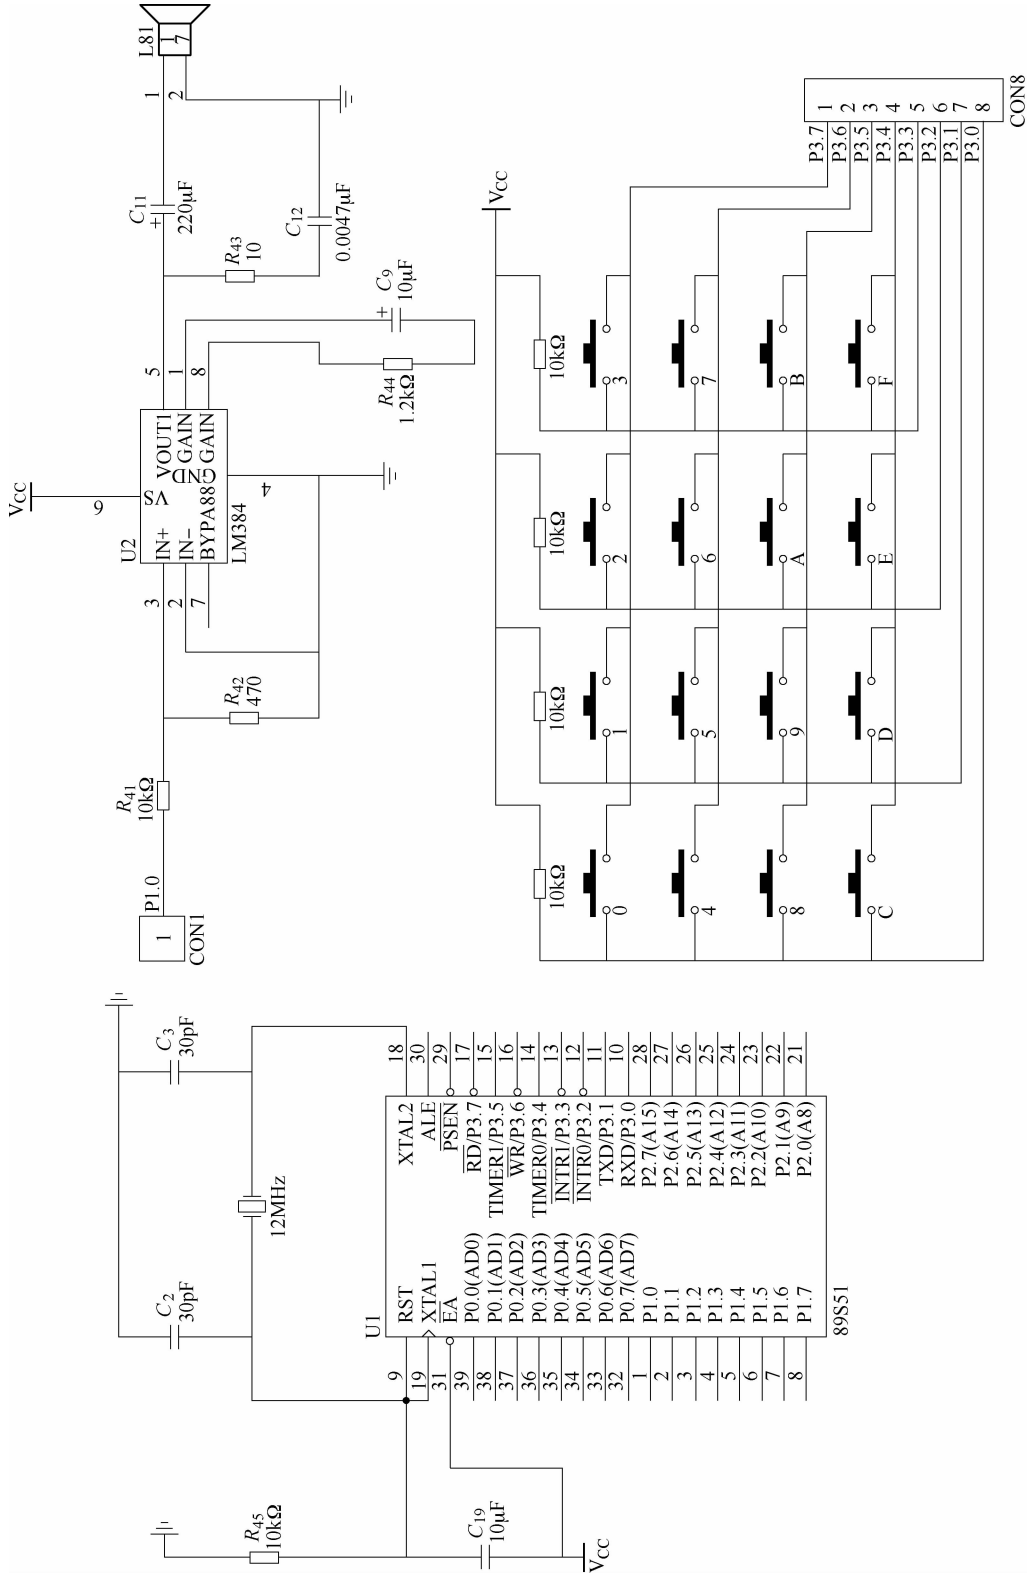 R45
10kΩ
C19
10μF
VCC
C2
30pF
C3
30pF
12MHz
U1
9
19
31
39
38
37
36
35
34
33
32
1
2
3
4
5
6
7
8
RST
XTAL1
EA
P0.0(AD0)
P0.1(AD1)
P0.2(AD2)
P0.3(AD3)
P0.4(AD4)
P0.5(AD5)
P0.6(AD6)
P0.7(AD7)
P1.0
P1.1
P1.2
P1.3
P1.4
P1.5
P1.6
P1.7
XTAL2
ALE
PSEN
RD/P3.7
TIMER1/P3.5
WR/P3.6
TIMER0/P3.4
INTR1/P3.3
INTR0/P3.2
TXD/P3.1
RXD/P3.0
P2.7(A15)
P2.6(A14)
P2.5(A13)
P2.4(A12)
P2.3(A11)
P2.2(A10)
P2.1(A9)
P2.0(A8)
18
30
29
17
15
16
14
13
12
11
10
28
27
26
25
24
23
22
21
89S51
1
CON1
P1.0
R41
10kΩ
R42
470
U2
3
2
7
IN+
IN−
BYPA88
VS
GND
VOUT1
GAIN
GAIN
LM384
VCC
6
4
5
1
8
R44
1.2kΩ
C9
10μF
+
R43
10
C12
0.0047μF
C11
220μF
+
1
2
L81
1
7
VCC
10kΩ
10kΩ
10kΩ
10kΩ
0
1
2
3
4
5
6
7
8
9
A
B
C
D
E
F
P3.7
P3.6
P3.5
P3.4
P3.3
P3.2
P3.1
P3.0
1
2
3
4
5
6
7
8
CON8